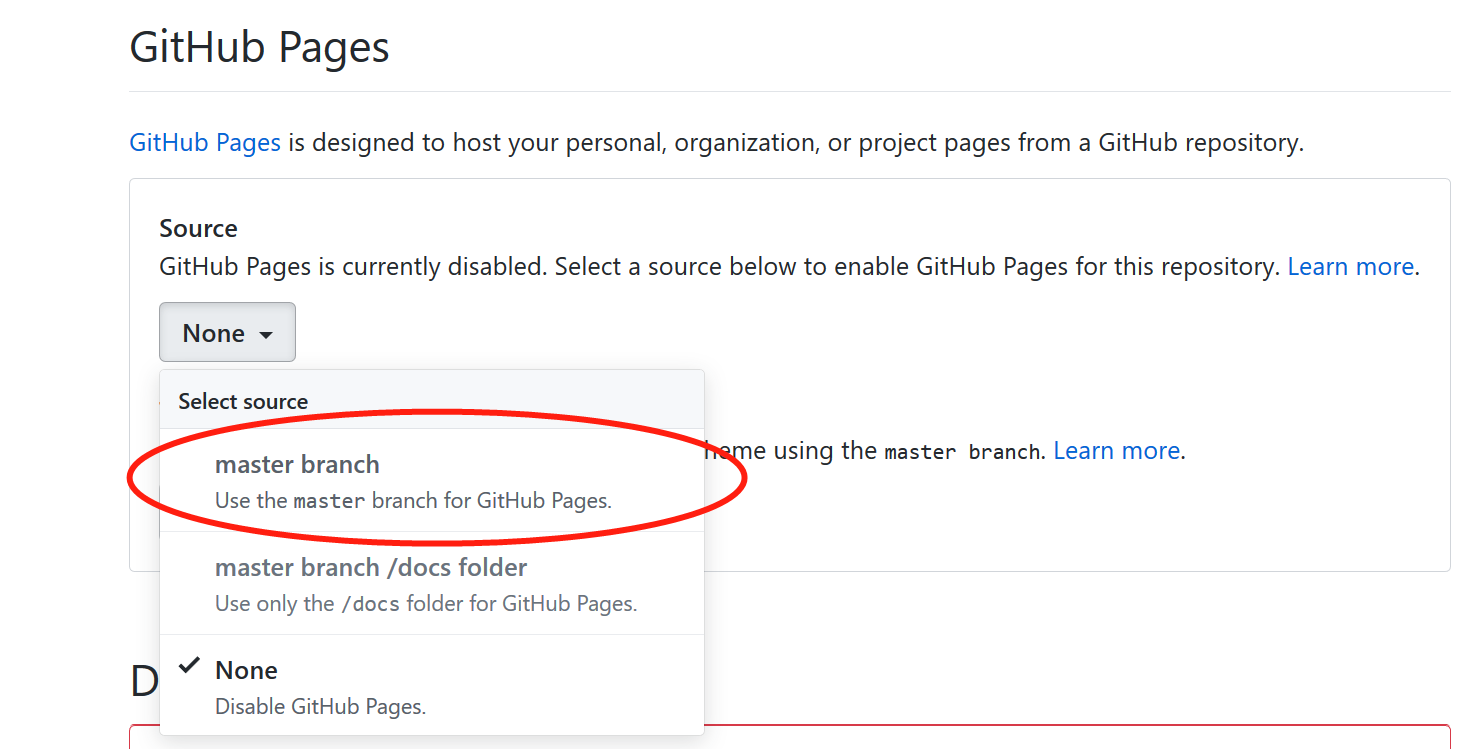 GitHub Pages
GitHub Pages is designed to host your personal, organization, or project pages from a GitHub repository.
Source
GitHub Pages is currently disabled. Select a source below to enable GitHub Pages for this repository. Learn more.
None
Select source
master branch
heme using the master branch. Learn more.
Use the master branch for GitHub Pages.
master branch /docs folder
Use only the /docs folder for GitHub Pages.
D
None
Disable GitHub Pages.